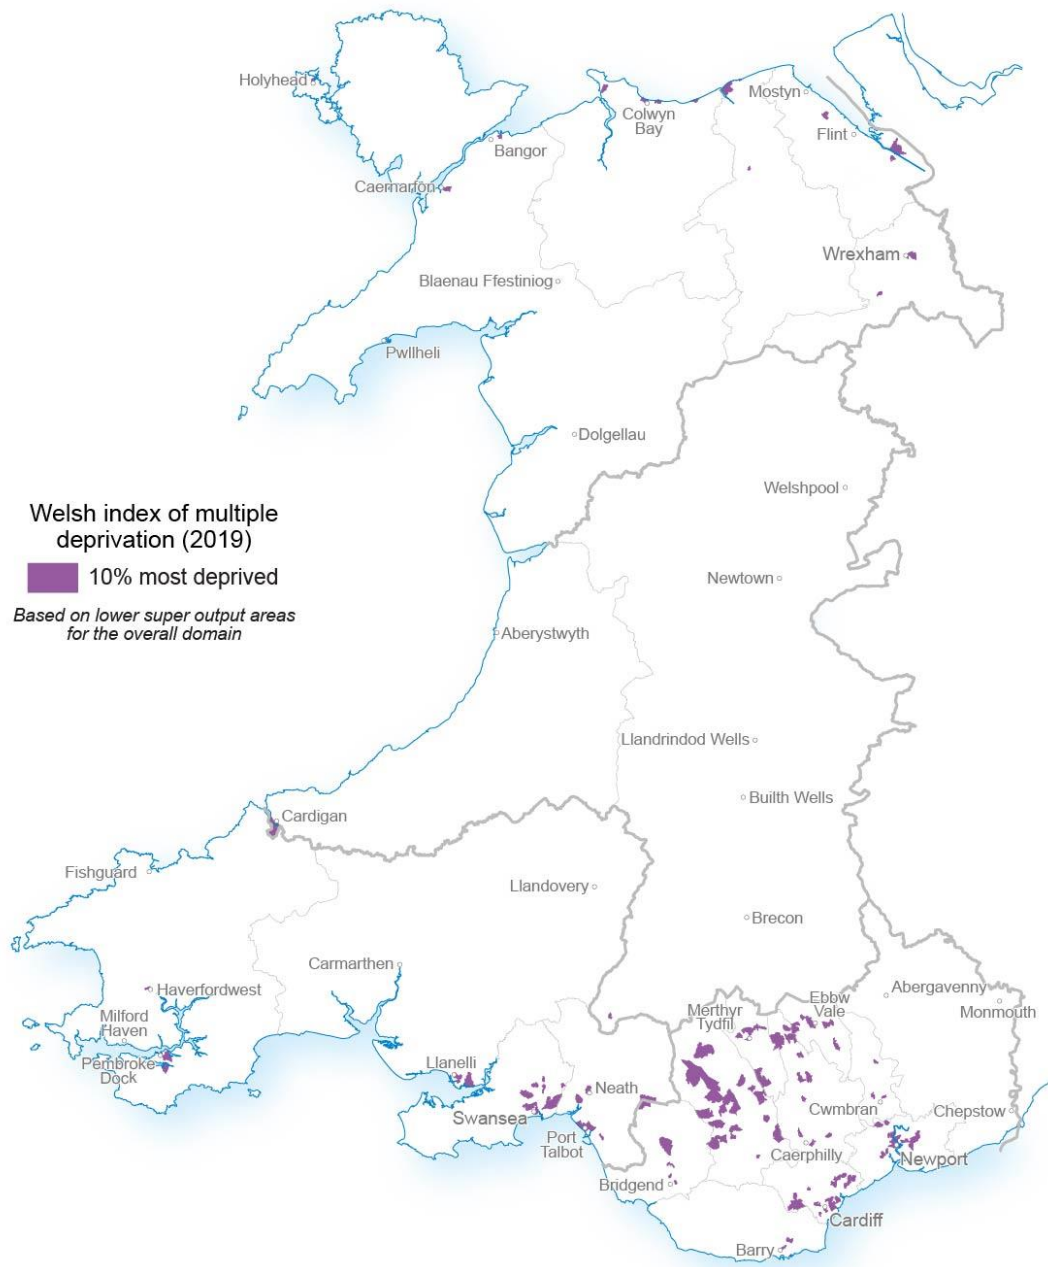 Holyhead
Mostyn
Colwyn
Bay
Flint
Bangor
Caernarfon
Wrexham
Blaenau Ffestiniog
Pwllheli
Dolgellau
Welshpool
Welsh index of multiple
deprivation (2019)
10% most deprived
Based on lower super output areas
for the overall domain
Newtown
Aberystwyth
Llandrindod Wells
Builth Wells
Cardigan
Fishguard
Llandovery
Brecon
Carmarthen
Haverfordwest
Milford
Haven
Pembroke
Dock
Abergavenny
Monmouth
Ebbw
Vale
Merthyr
Tydfil
Llanelli
Neath
Swansea
Cwmbran
Chepstow
Port
Talbot
Caerphilly
Newport
Bridgend
Cardiff
Barry